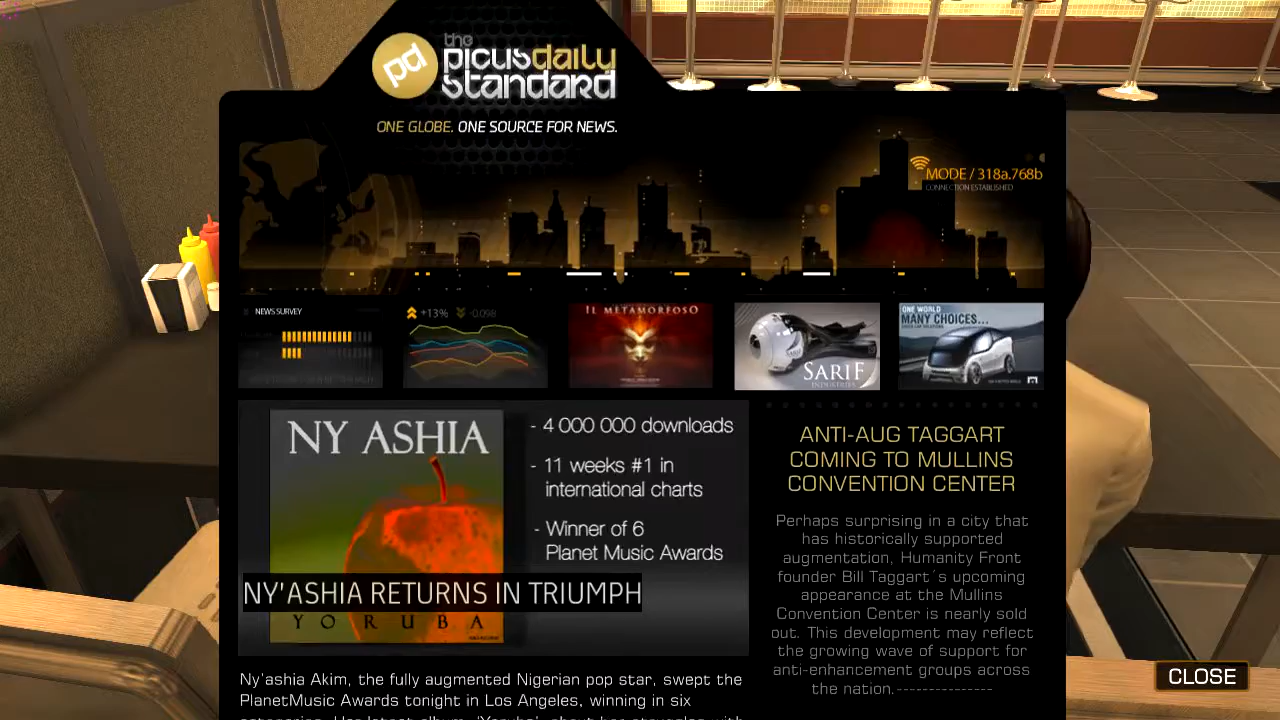 pd
the
picusdaily
standard
ONE GLOBE. ONE SOURCE FOR NEWS.
MODE / 318a.768b
CONNECTION ESTABLISHED
NEWS SURVEY
+13%
-0.098
IL METAMORFOSO
SARIF
INDUSTRIES
ONE WORLD
MANY CHOICES...
NY ASHIA
YORUBA
- 4 000 000 downloads
- 11 weeks #1 in
international charts
- Winner of 6
Planet Music Awards
NY'ASHIA RETURNS IN TRIUMPH
Ny'ashia Akim, the fully augmented Nigerian pop star, swept the
PlanetMusic Awards tonight in Los Angeles, winning in six
ANTI-AUG TAGGART
COMING TO MULLINS
CONVENTION CENTER
Perhaps surprising in a city that
has historically supported
augmentation, Humanity Front
founder Bill Taggart´s upcoming
appearance at the Mullins
Convention Center is nearly sold
out. This development may reflect
the growing wave of support for
anti-enhancement groups across
the nation.---------------
CLOSE